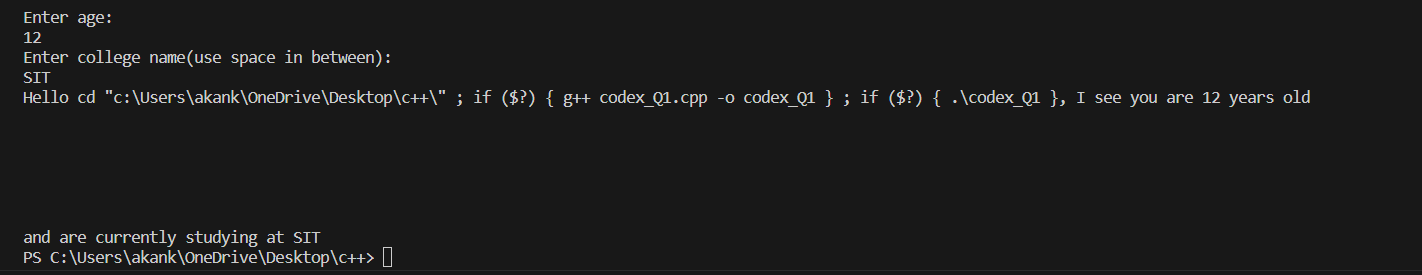 Enter age:
12
Enter college name(use space in between):
SIT
Hello cd "c:\Users\akank\OneDrive\Desktop\c++\" ; if ($?) { g++ codex_Q1.cpp -o codex_Q1 } ; if ($?) { .\codex_Q1 }, I see you are 12 years old
and are currently studying at SIT
PS C:\Users\akank\OneDrive\Desktop\c++>